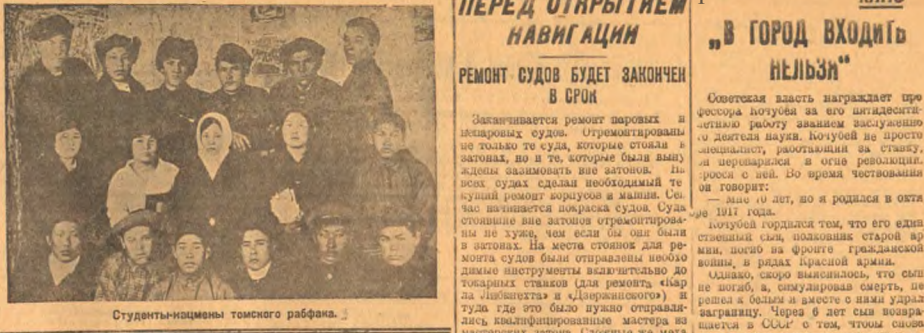 Студенты-нацмены томского рабфака.
ПЕРЕД ОТКРЫТИЕМ
НАВИГАЦИИ
РЕМОНТ СУДОВ БУДЕТ ЗАКОНЧЕН
В СРОК
Заканчивается ремонт паровых и
непаровых судов. Отремонтированы
не только те суда, которые стояли в
затонах, но и те, которые были выну
ждены зазимовать вне затонов. На
всех судах сделан необходимый те
кущий ремонт корпусов и машин. Сей
час начинается покраска судов. Суда
стоявшие вне затонов отремонтирова-
ны не хуже, чем если бы они были
в затонах. На места стоянок для ре-
монта судов были отправлены необхо
димые инструменты включительно до
токарных станков (для ремонта „Кар
ла Либкнехта» и «Дзержинского») и
туда где это было нужно отправля-
лись квалифицированные мастера из
„В ГОРОД ВХОДИТЬ
НЕЛЬЗЯ“
Советская власть награждает про
фессора Кочубея за его пятидесяти-
летнюю работу званием заслуженно
го деятеля науки. Кочубей не просто
специалист, работающий за ставку,
он переварился в огне революции,
сросся с ней. Во время чествования
он говорит:
— Мне 70 лет, но я родился в октя
бре 1917 года.
Кочубей гордился тем, что его един
ственный сын, полковник старой ар
мии, погиб на фронте гражданской
войны, в рядах Красной армии.
Однако, скоро выяснилось, что сын
не погиб, а, симулировав смерть, пе
решел к белым и вместе с ними удрал
заграницу. Через 6 лет сын возвра
щается в СССР с тем, чтобы